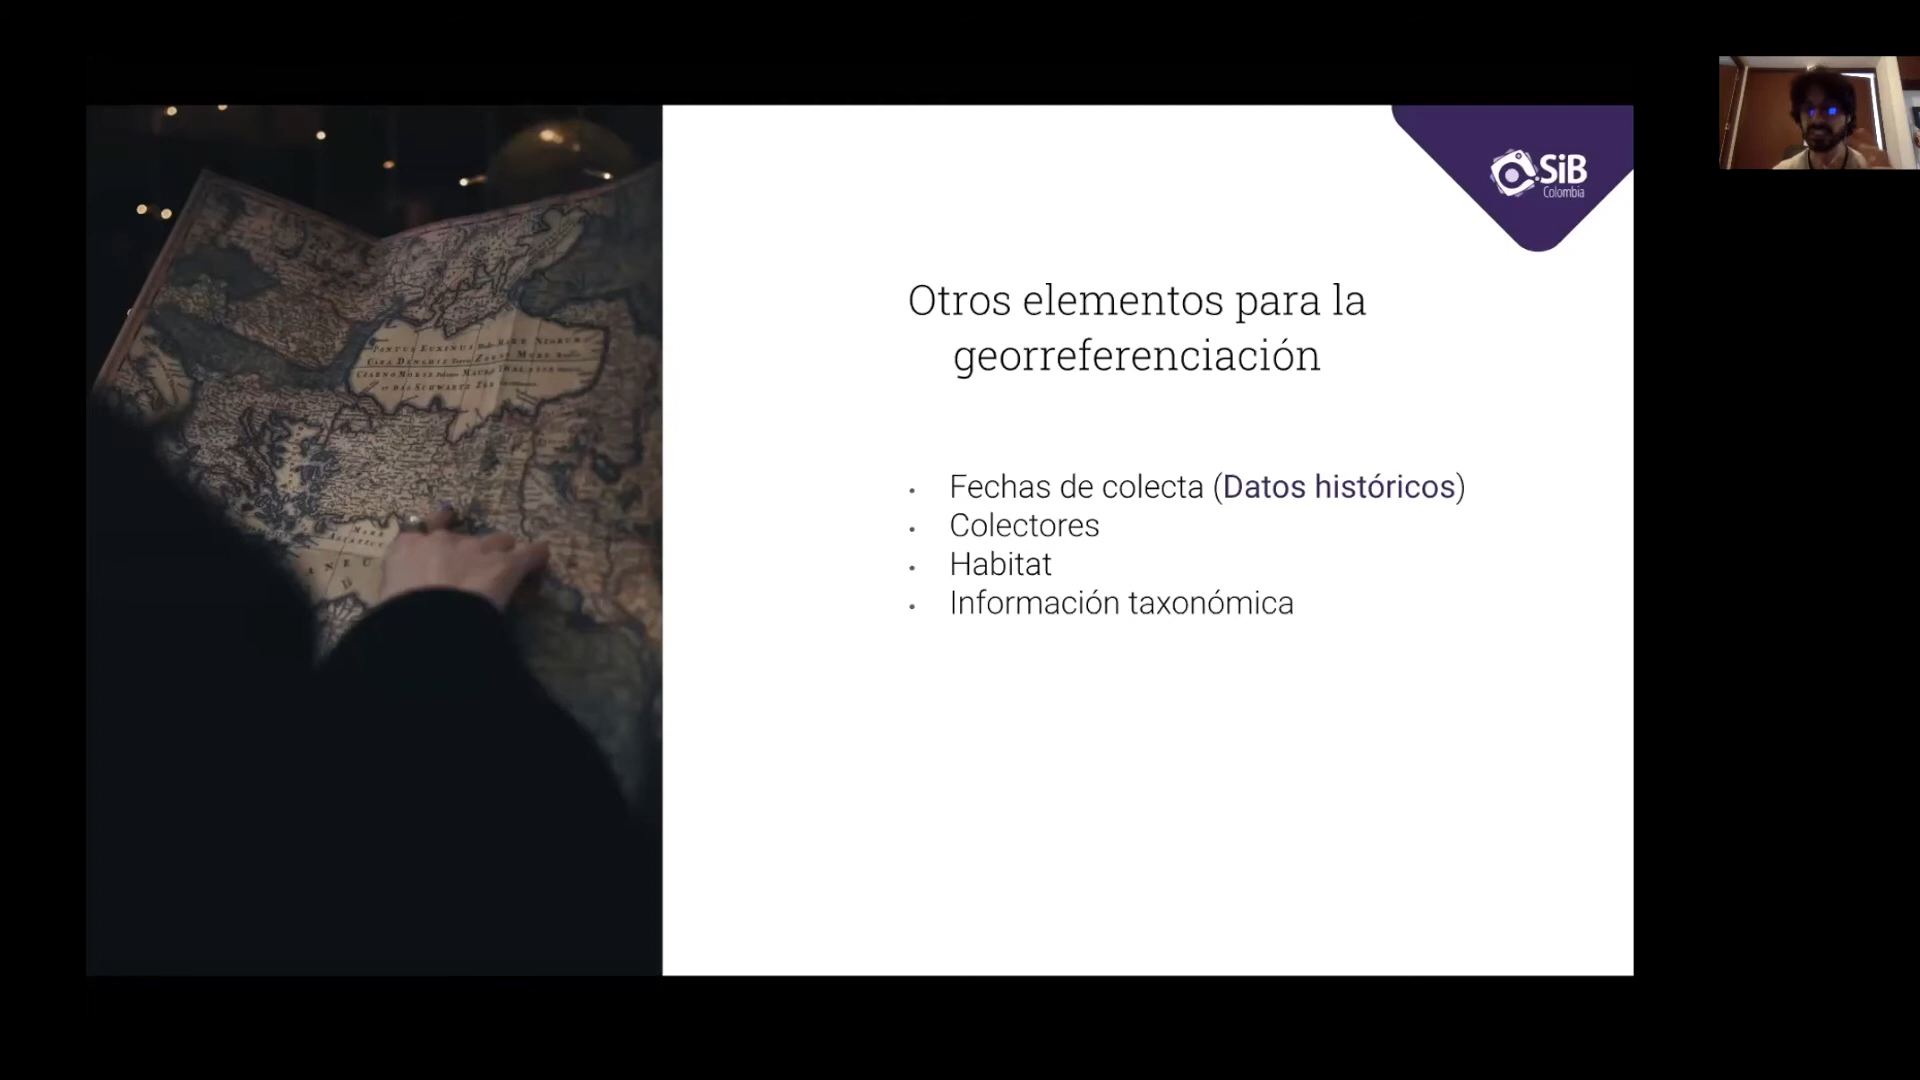 SiB
Colombia
Otros elementos para la
georreferenciación
Fechas de colecta (Datos históricos)
Colectores
Habitat
Información taxonómica